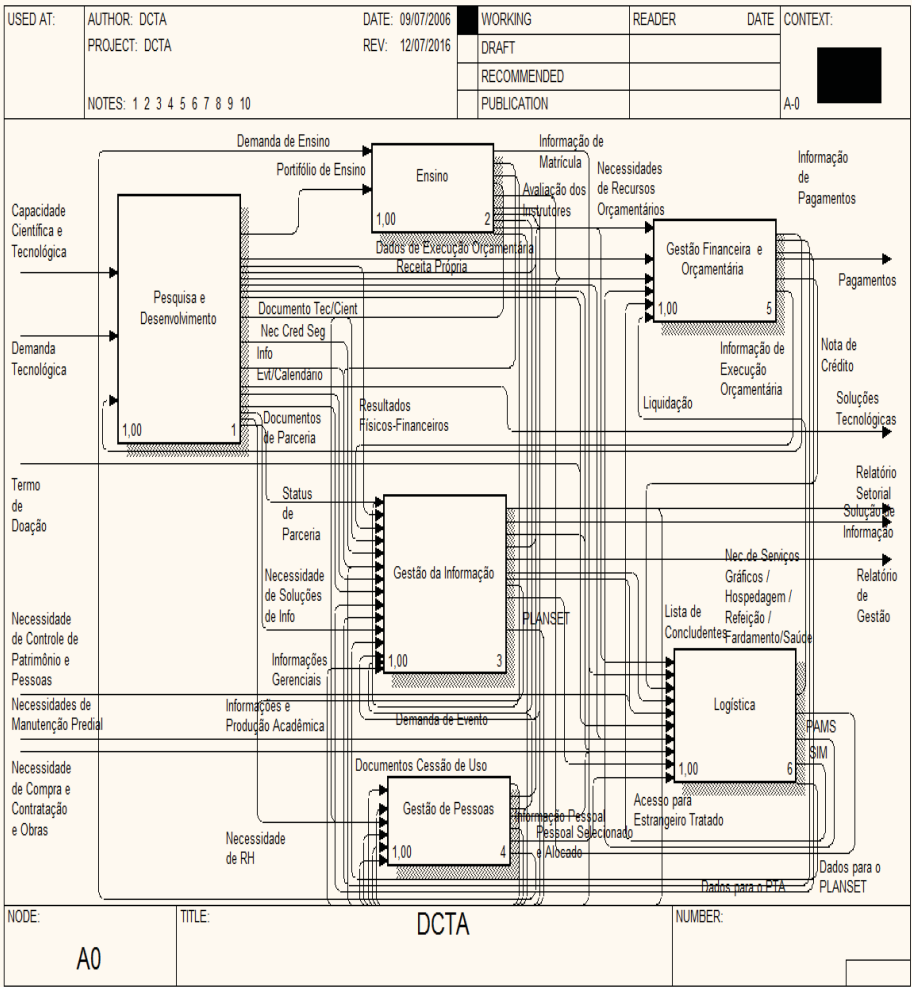 USED AT:
AUTHOR: DCTA
DATE: 09/07/2006
WORKING
READER
DATE
CONTEXT:
PROJECT: DCTA
REV: 12/07/2016
DRAFT
RECOMMENDED
NOTES: 1 2 3 4 5 6 7 8 9 10
PUBLICATION
A-0
Demanda de Ensino
Portifólio de Ensino
Ensino
1,00
2
Informação de
Matrícula
Avaliação dos
Instrutores
Necessidades
de Recursos
Orçamentários
Informação
de
Pagamentos
Capacidade
Científica e
Tecnológica
Dados de Execução Orçamentária
Receita Própria
Gestão Financeira e
Orçamentária
1,00
5
Pagamentos
Pesquisa e
Desenvolvimento
1,00
1
Documento Tec/Cient
Nec Cred Seg
Info
Evt/Calendário
Demanda
Tecnológica
Informação de
Execução
Orçamentária
Nota de
Crédito
Liquidação
Soluções
Tecnológicas
Resultados
Físicos-Financeiros
Documentos
de Parceria
Termo
de
Doação
Status
de
Parceria
Relatório
Setorial
Solução de
Informação
Gestão da Informação
1,00
3
Necessidade
de Soluções
de Info
Nec.de Serviços
Gráficos /
Hospedagem /
Refeição /
Fardamento/Saúde
Relatório
de
Gestão
PLANSET
Lista de
Concludentes
Necessidade
de Controle de
Patrimônio e
Pessoas
Informações
Gerenciais
Logística
1,00
6
Necessidades de
Manutenção Predial
Informações e
Produção Acadêmica
Demanda de Evento
PAMS
SIM
Necessidade
de Compra e
Contratação
e Obras
Documentos Cessão de Uso
Gestão de Pessoas
1,00
4
Informação Pessoal
Pessoal Selecionado
e Alocado
Acesso para
Estrangeiro Tratado
Necessidade
de RH
Dados para o PTA
Dados para o
PLANSET
NODE:
A0
TITLE:
DCTA
NUMBER: